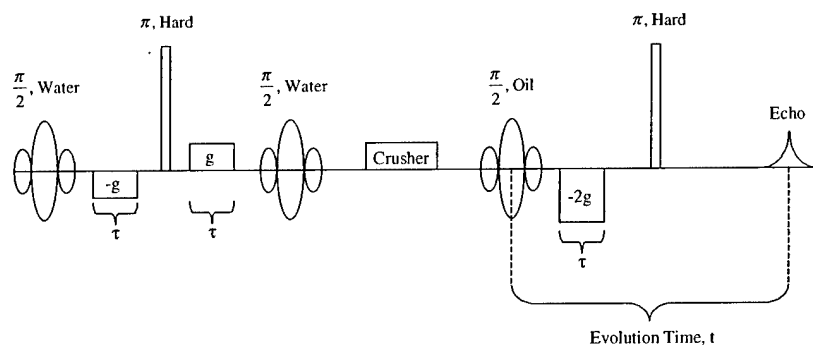 π, Hard
π, Hard
π/2, Water
π/2, Water
π/2, Oil
Echo
-g
g
Crusher
-2g
τ
τ
τ
Evolution Time, t